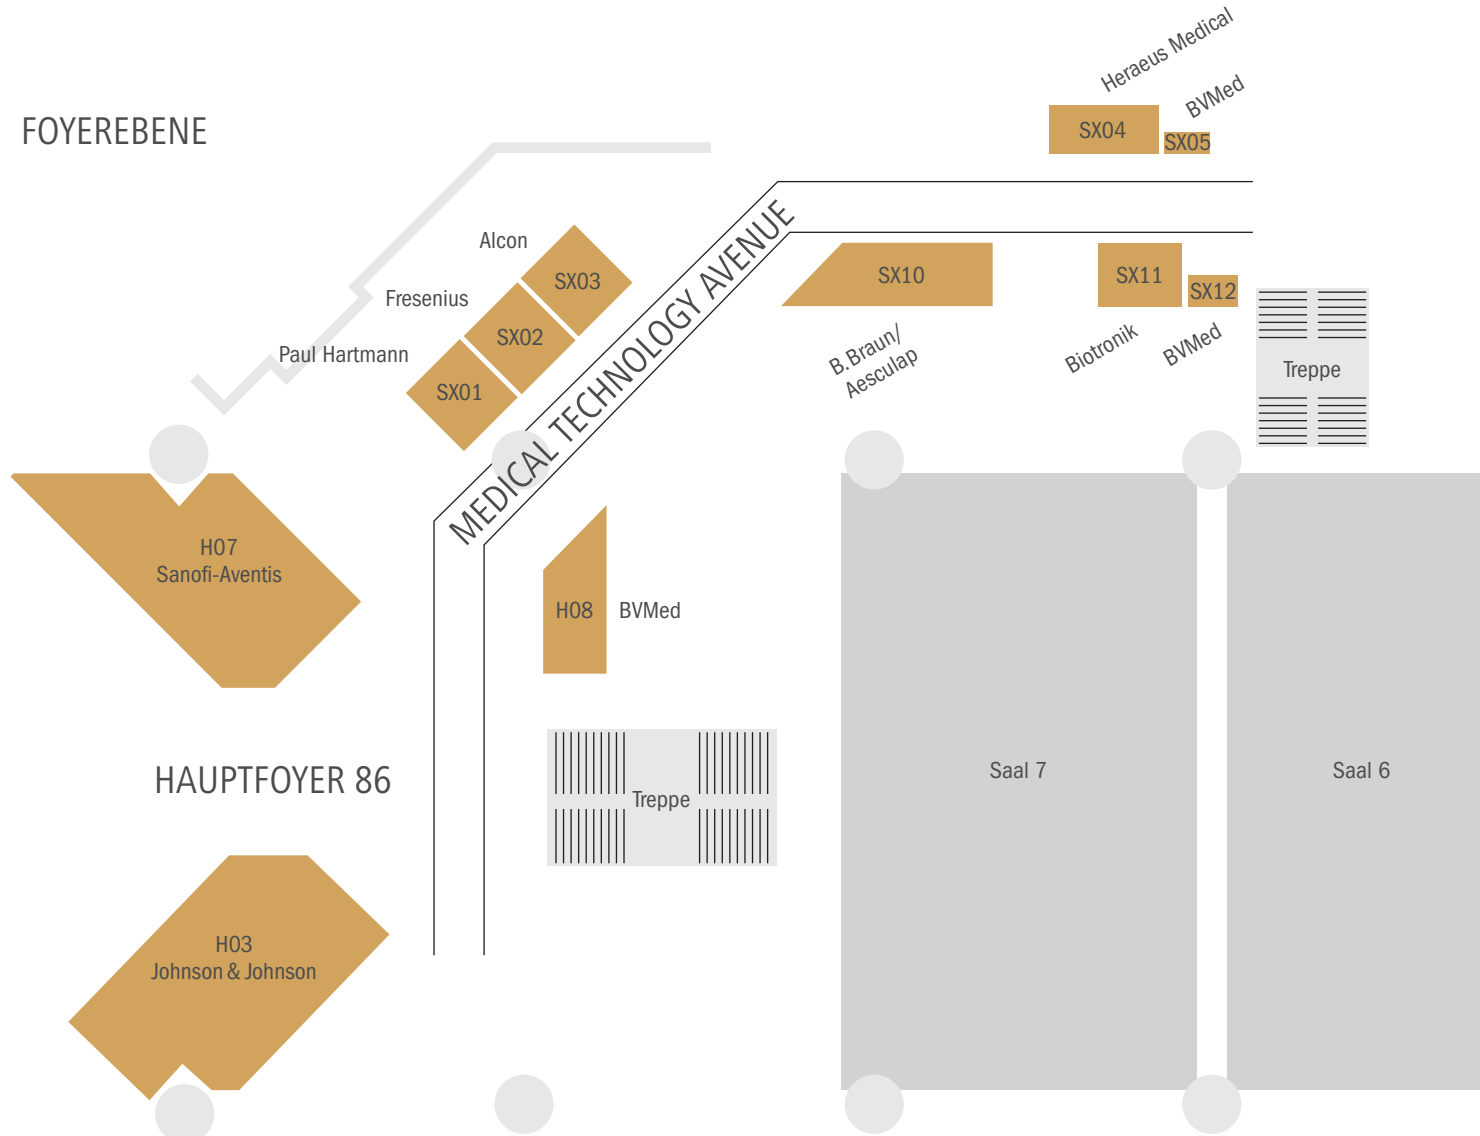 Heraeus Medical
BVMed
FOYEREBENE
SX04
SX05
MEDICAL TECHNOLOGY AVENUE
Alcon
SX03
Fresenius
SX02
Paul Hartmann
SX01
SX10
SX11
SX12
B.Braun/
Aesculap
Biotronik
BVMed
Treppe
H07
Sanofi-Aventis
H08
BVMed
HAUPTFOYER 86
Treppe
Saal 7
Saal 6
H03
Johnson & Johnson